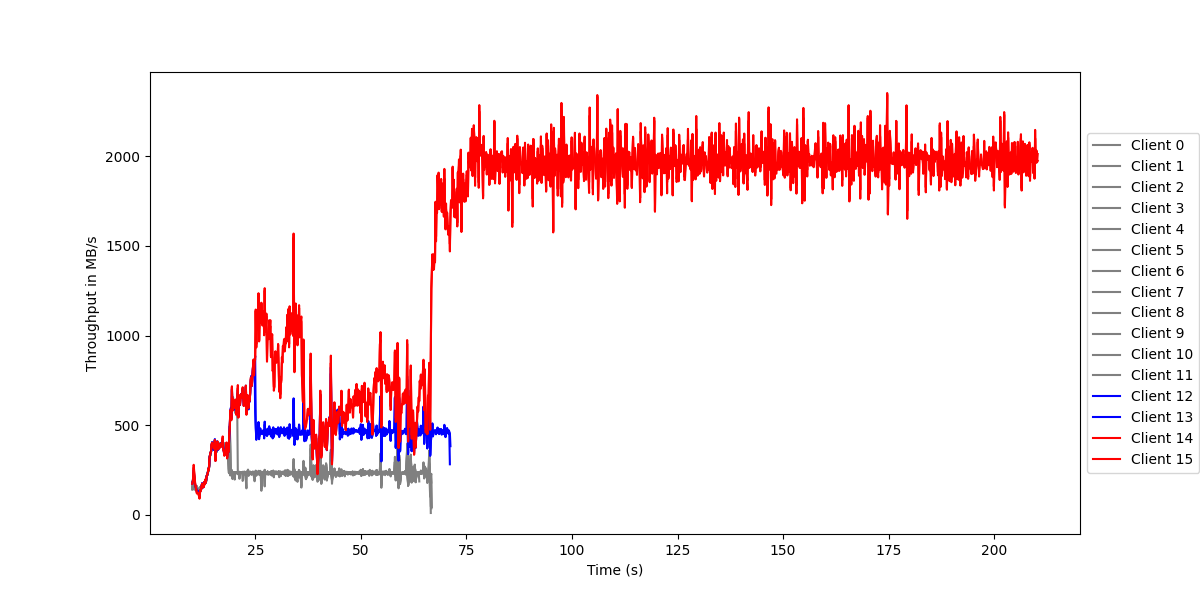 Throughput in MB/s
2000
1500
1000
500
0
25 50 75 100 125 150 175 200
Time (s)
Client 0
Client 1
Client 2
Client 3
Client 4
Client 5
Client 6
Client 7
Client 8
Client 9
Client 10
Client 11
Client 12
Client 13
Client 14
Client 15